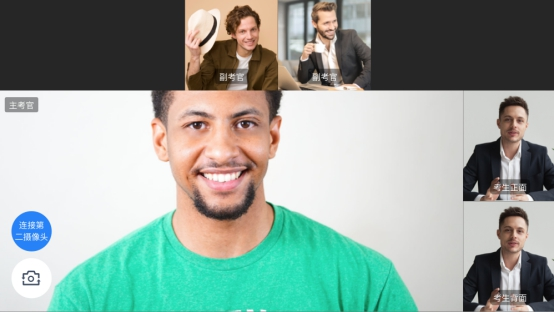 副考官
副考官
主考官
考生正面
连接第
二摄像头
考生背面